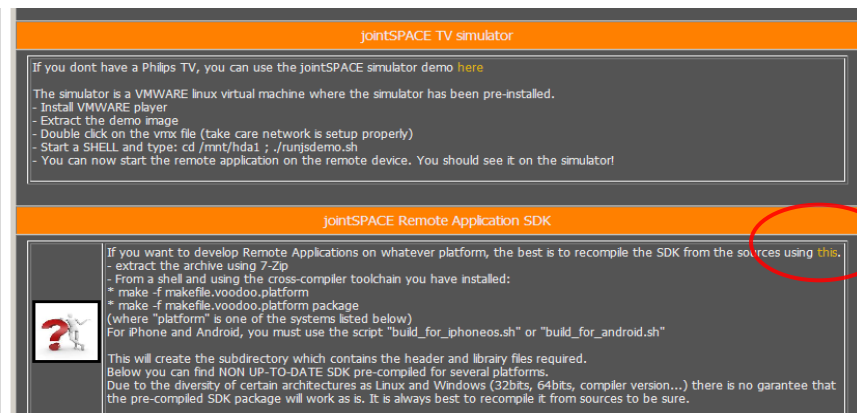 jointSPACE TV simulator
If you dont have a Philips TV, you can use the jointSPACE simulator demo here
The simulator is a VMWARE linux virtual machine where the simulator has been pre-installed.
- Install VMWARE player
- Extract the demo image
- Double click on the vmx file (take care network is setup properly)
- Start a SHELL and type: cd /mnt/hda1 ; ./runjsdemo.sh
- You can now start the remote application on the remote device. You should see it on the simulator!
jointSPACE Remote Application SDK
If you want to develop Remote Applications on whatever platform, the best is to recompile the SDK from the sources using this.
- extract the archive using 7-Zip
- From a shell and using the cross-compiler toolchain you have installed:
* make -f makefile.voodoo.platform
* make -f makefile.voodoo.platform package
(where "platform" is one of the systems listed below)
For iPhone and Android, you must use the script "build_for_iphoneos.sh" or "build_for_android.sh"
This will create the subdirectory which contains the header and librairy files required.
Below you can find NON UP-TO-DATE SDK pre-compiled for several platforms.
Due to the diversity of certain architectures as Linux and Windows (32bits, 64bits, compiler version...) there is no garantee that
the pre-compiled SDK package will work as is. It is always best to recompile it from sources to be sure.